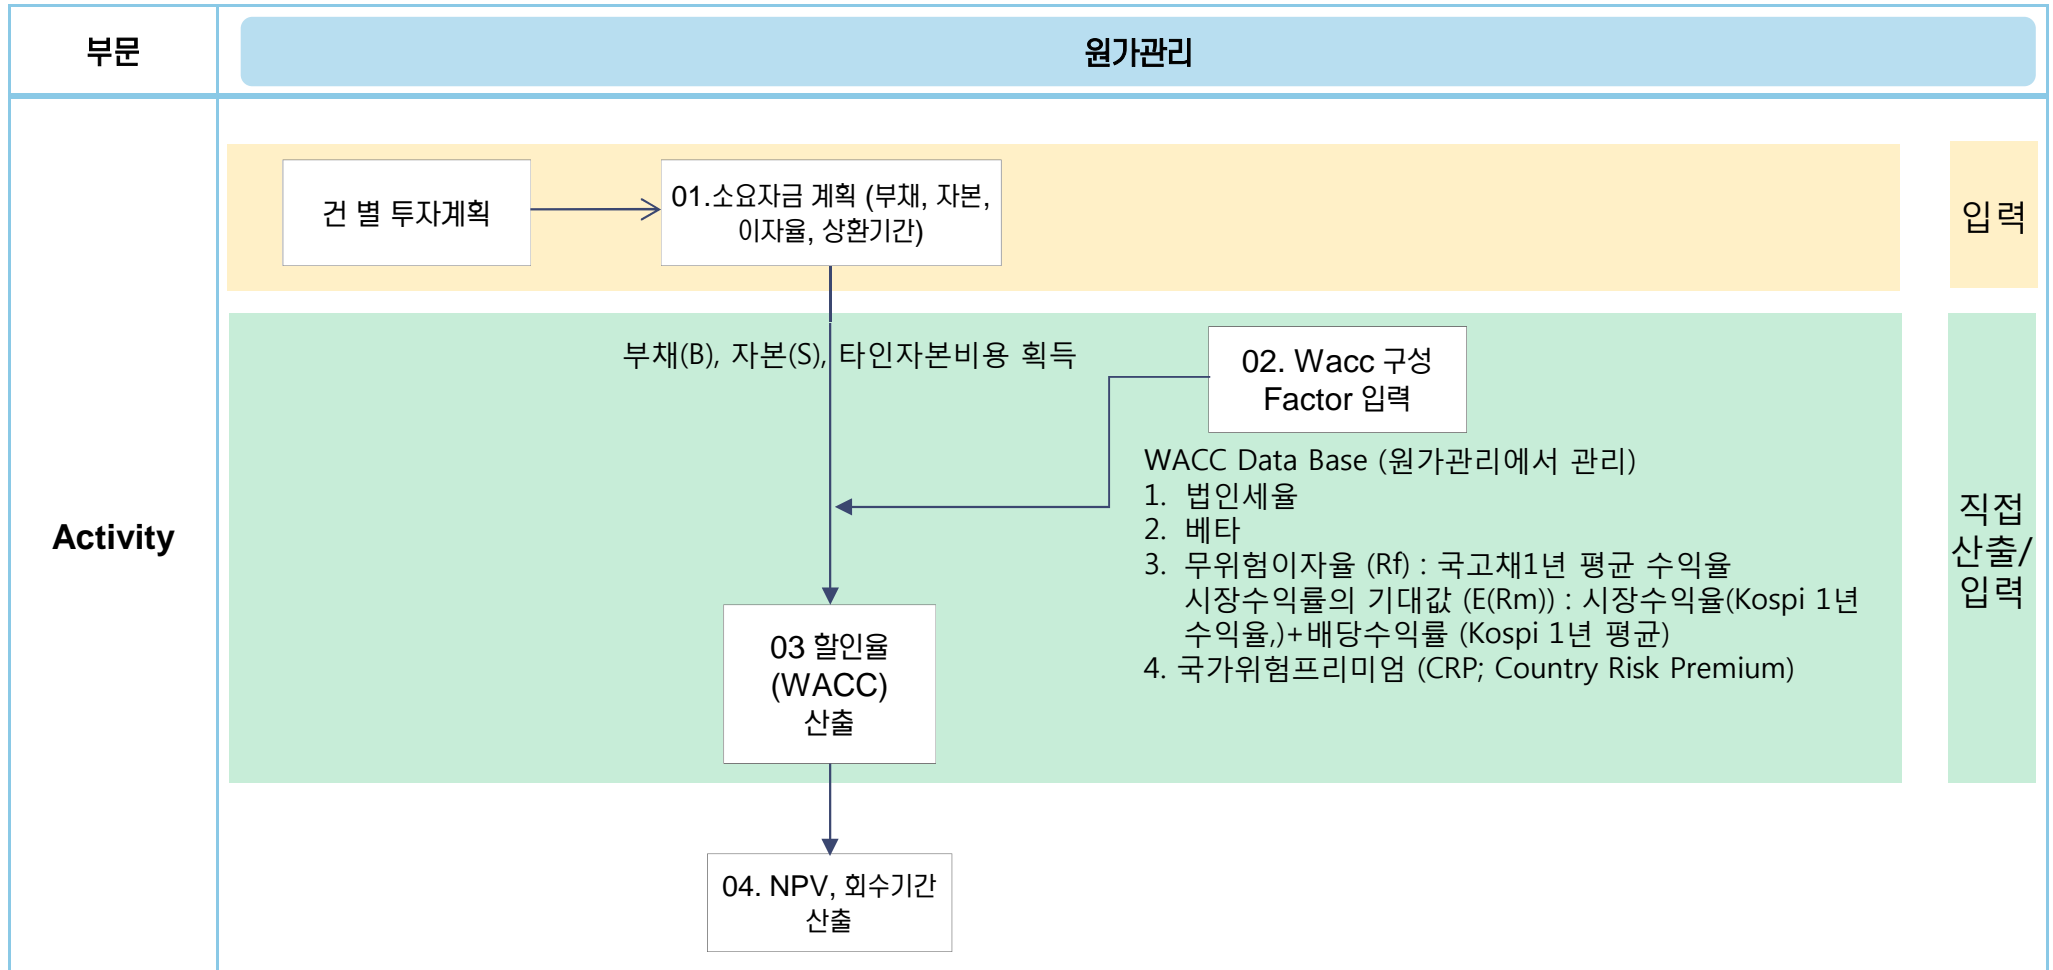 부문
원가관리
건 별 투자계획
01.소요자금 계획 (부채, 자본,
이자율, 상환기간)
입력
부채(B), 자본(S), 타인자본비용 획득
02. Wacc 구성
Factor 입력
WACC Data Base (원가관리에서 관리)
1. 법인세율
2. 베타
3. 무위험이자율 (Rf) : 국고채1년 평균 수익율
시장수익률의 기대값 (E(Rm)) : 시장수익율(Kospi 1년
수익율,)+배당수익률 (Kospi 1년 평균)
4. 국가위험프리미엄 (CRP; Country Risk Premium)
Activity
직접
산출/
입력
03 할인율
(WACC)
산출
04. NPV, 회수기간
산출